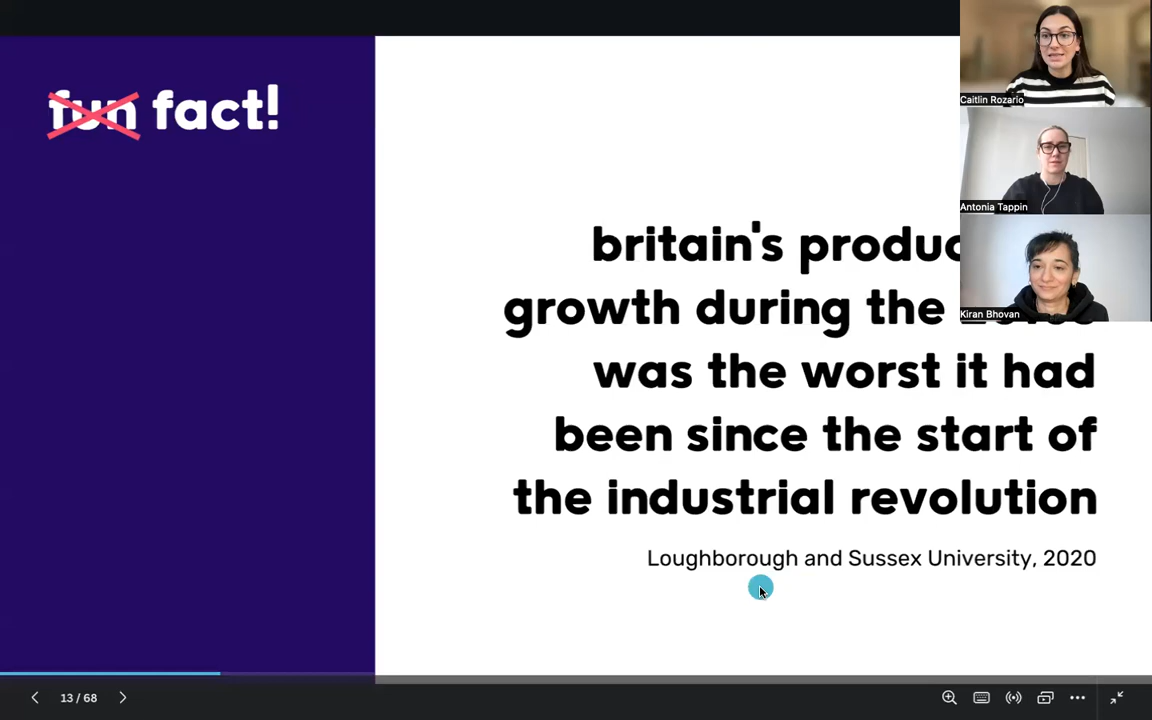 fun fact!
Caitlin Rozario
Antonia Tappin
Kiran Bhovan
britain's
growth during the
was the worst it had
been since the start of
the industrial revolution
Loughborough and Sussex University, 2020
13 / 68